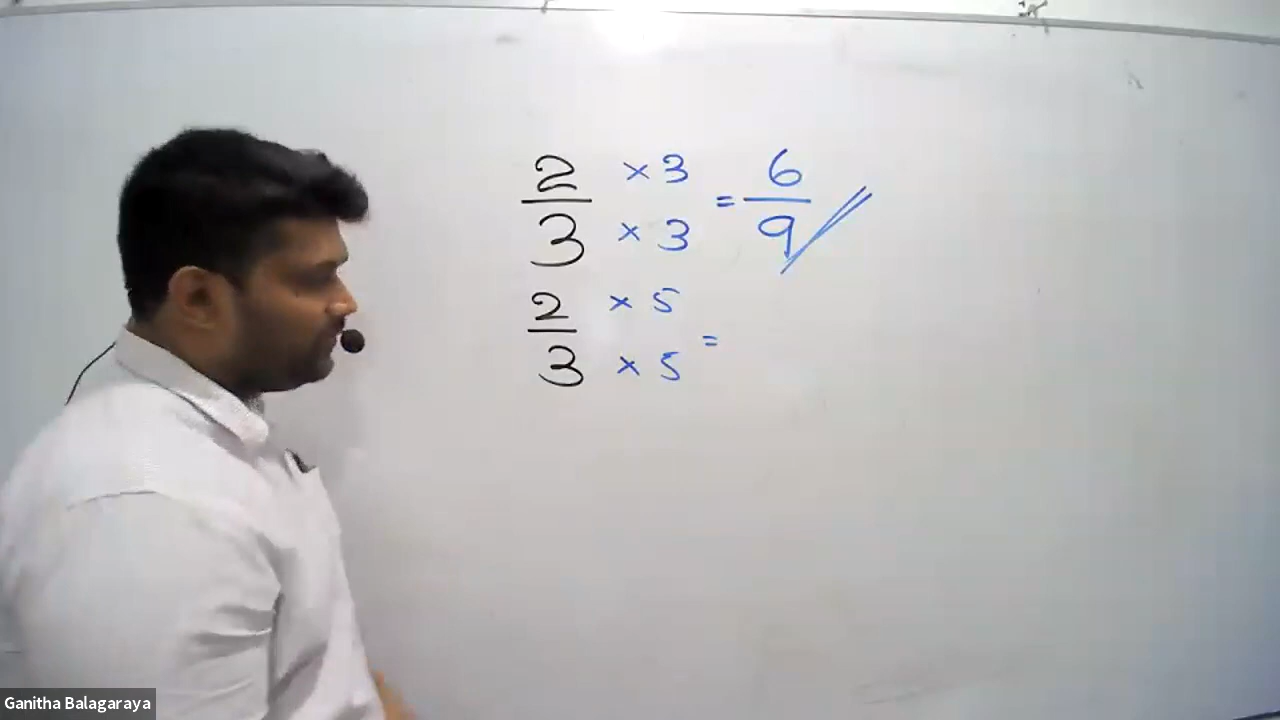 2/3 × 3/× 3 = 6/9
2/3 × 5/× 5 =
Ganitha Balagaraya